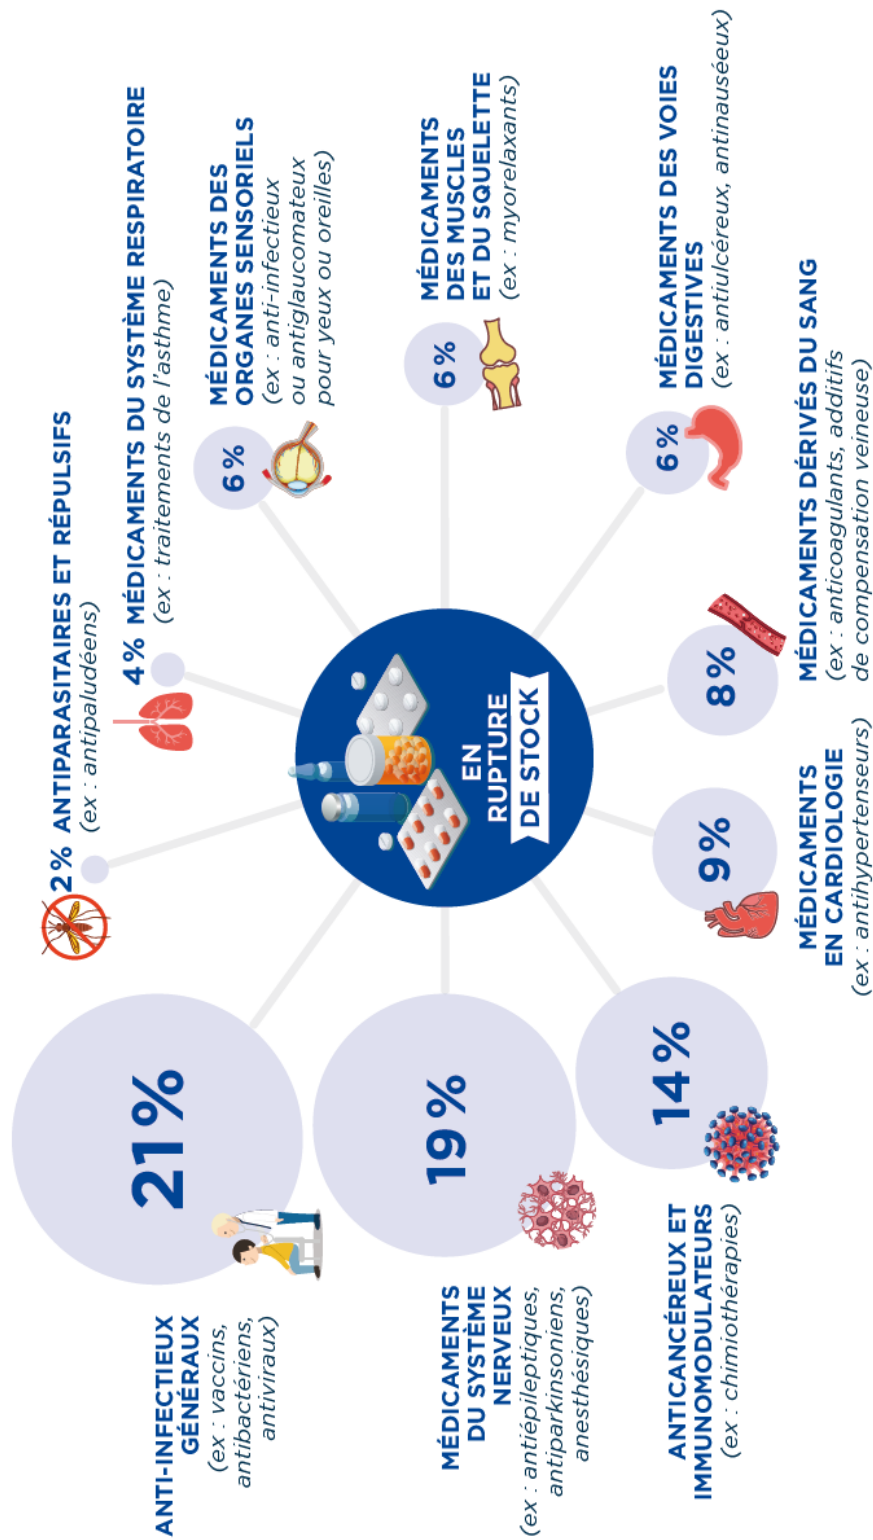 ANTI-INFECTIEUX
GÉNÉRAUX
(ex : vaccins,
antibactériens,
antiviraux)
21 %
2 % ANTIPARASITAIRES ET RÉPULSIFS
(ex : antipaludéens)
4% MÉDICAMENTS DU SYSTÈME RESPIRATOIRE
(ex : traitements de l'asthme)
6 %
MÉDICAMENTS DES
ORGANES SENSORIELS
(ex : anti-infectieux
ou antiglaucomateux
pour yeux ou oreilles)
MÉDICAMENTS
DU SYSTÈME
NERVEUX
(ex : antiépileptiques,
antiparkinsoniens,
anesthésiques)
19 %
EN
RUPTURE
DE STOCK
6 %
MÉDICAMENTS
DES MUSCLES
ET DU SQUELETTE
(ex : myorelaxants)
ANTICANCÉREUX ET
IMMUNOMODULATEURS
(ex : chimiothérapies)
14 %
9%
MÉDICAMENTS
EN CARDIOLOGIE
(ex : antihypertenseurs)
8%
MÉDICAMENTS DÉRIVÉS DU SANG
(ex : anticoagulants, additifs
de compensation veineuse)
6 %
MÉDICAMENTS DES VOIES
DIGESTIVES
(ex : antiulcéreux, antinauséeux)